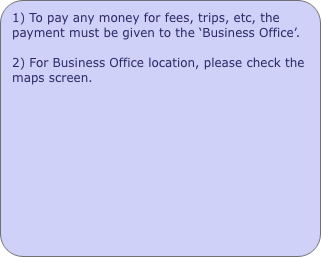 1) To pay any money for fees, trips, etc, the
payment must be given to the ‘Business Office’.
2) For Business Office location, please check the
maps screen.